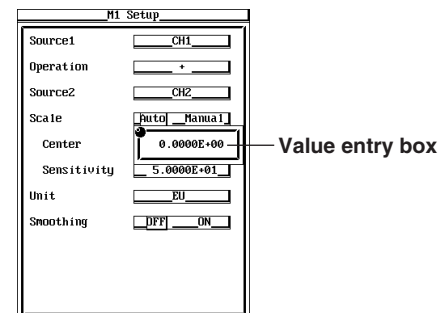 M1 Setup
Source1 CH1
Operation +
Source2 CH2
Scale Auto Manual
Center 0.0000E+00 Value entry box
Sensitivity 5.0000E+01
Unit EU
Smoothing OFF ON